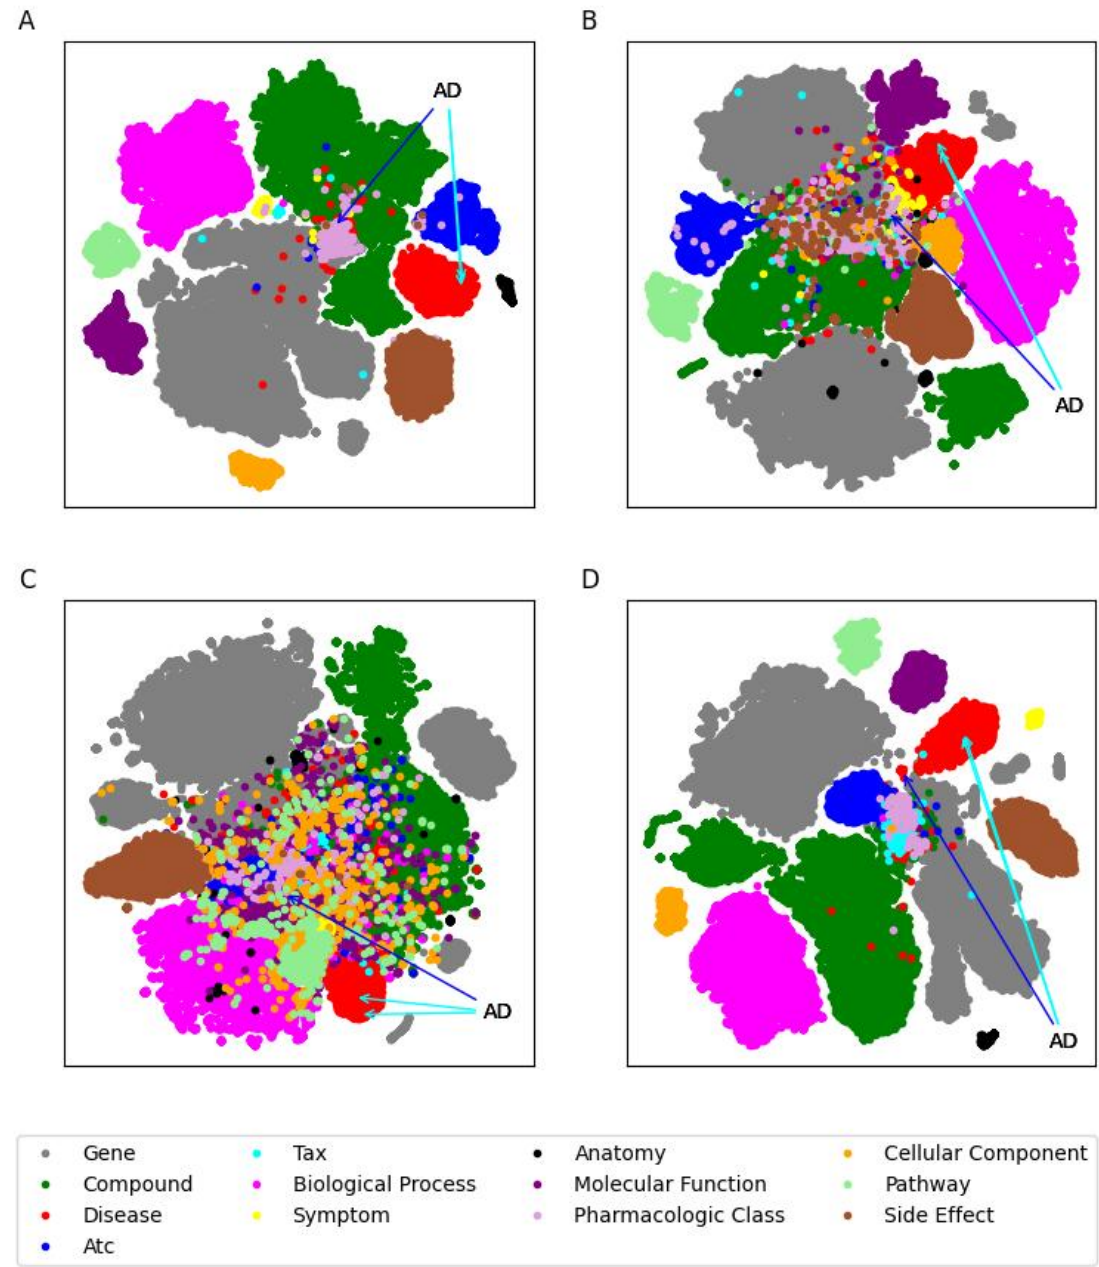 A
B
AD
AD
C
D
AD
AD
Gene
Tax
Anatomy
Cellular Component
Compound
Biological Process
Molecular Function
Pathway
Disease
Symptom
Pharmacologic Class
Side Effect
Atc